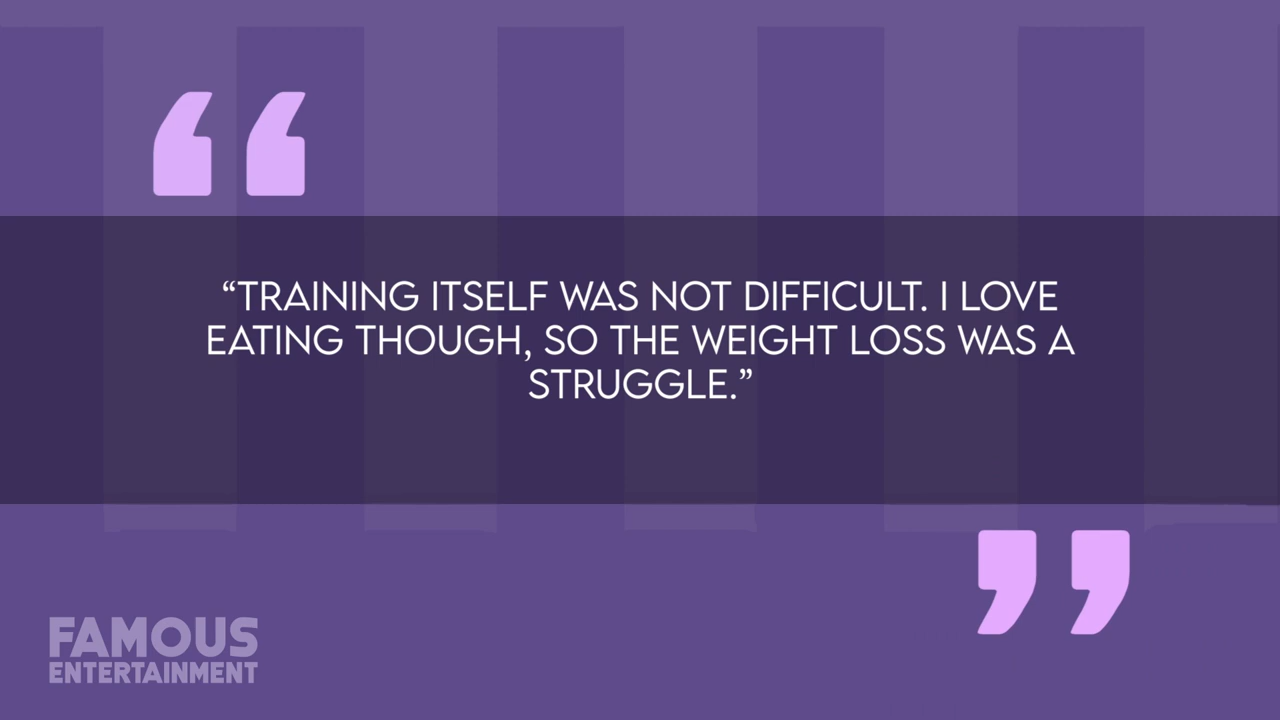 “TRAINING ITSELF WAS NOT DIFFICULT. I LOVE
EATING THOUGH, SO THE WEIGHT LOSS WAS A
STRUGGLE.”
FAMOUS
ENTERTAINMENT